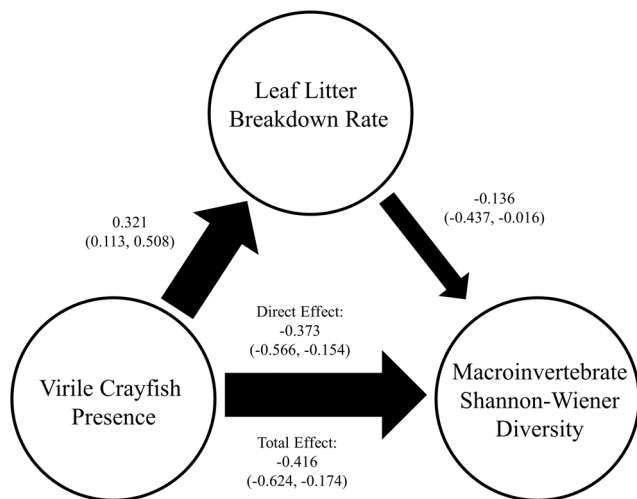 Leaf Litter
Breakdown Rate
0.321
(0.113, 0.508)
-0.136
(-0.437, -0.016)
Direct Effect:
-0.373
(-0.566, -0.154)
Virile Crayfish
Presence
Macroinvertebrate
Shannon-Wiener
Diversity
Total Effect:
-0.416
(-0.624, -0.174)